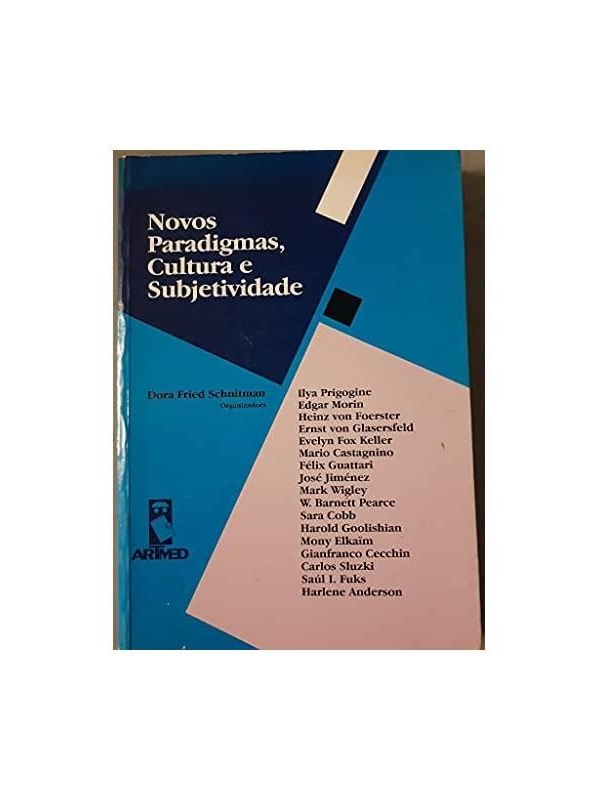 Novos
Paradigmas,
Cultura e
Subjetividade
Dora Fried Schnitman
Organizadora
Ilya Prigogine
Edgar Morin
Heinz von Foerster
Ernst von Glasersfeld
Evelyn Fox Keller
Mario Castagnino
Félix Guattari
José Jiménez
Mark Wigley
W. Barnett Pearce
Sara Cobb
Harold Goolishian
Mony Elkaïm
Gianfranco Cecchin
Carlos Sluzki
Saúl I. Fuks
Harlene Anderson
ARTMED